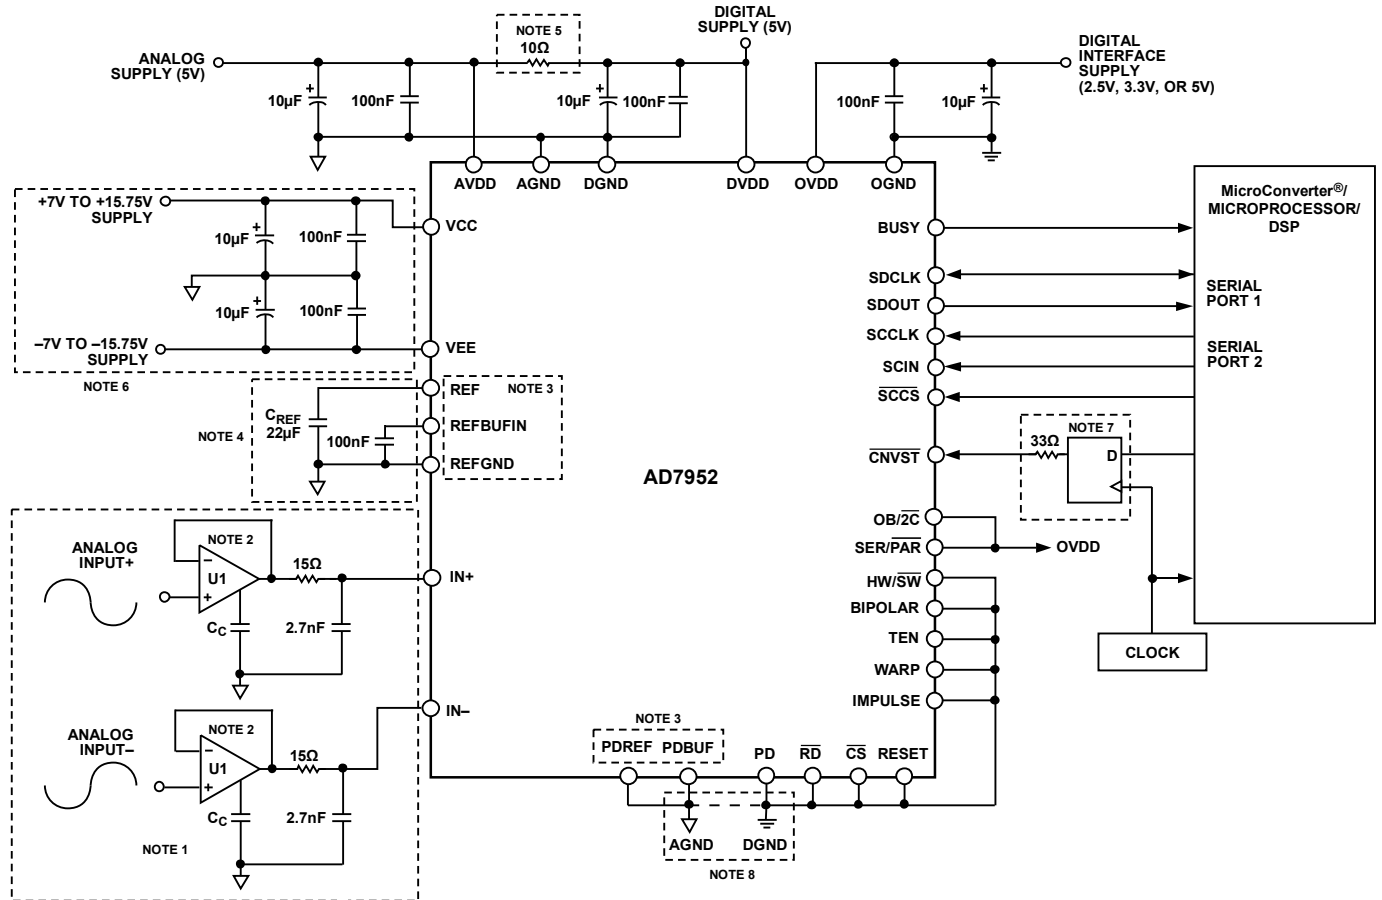 ANALOG
SUPPLY (5V)
NOTE 5
10Ω
DIGITAL
SUPPLY (5V)
DIGITAL
INTERFACE
SUPPLY
(2.5V, 3.3V, OR 5V)
10µF
+
100nF
10µF
+
100nF
100nF
10µF
+
AVDD
AGND
DGND
DVDD
OVDD
OGND
+7V TO +15.75V
SUPPLY
10µF
+
100nF
10µF
+
100nF
–7V TO –15.75V
SUPPLY
NOTE 6
VCC
VEE
REF
NOTE 3
REFBUFIN
REFGND
NOTE 4
CREF
22µF
100nF
AD7952
BUSY
SDCLK
SDOUT
SCCLK
SCIN
SCCS
CNVST
OB/2C
SER/PAR
HW/SW
BIPOLAR
TEN
WARP
IMPULSE
MicroConverter®/
MICROPROCESSOR/
DSP
SERIAL
PORT 1
SERIAL
PORT 2
NOTE 7
33Ω
D
OVDD
CLOCK
ANALOG
INPUT+
NOTE 2
–
U1
+
15Ω
CC
2.7nF
IN+
ANALOG
INPUT–
NOTE 2
–
U1
+
15Ω
CC
2.7nF
IN–
NOTE 1
NOTE 3
PDREF PDBUF
PD
RD
CS
RESET
AGND
DGND
NOTE 8